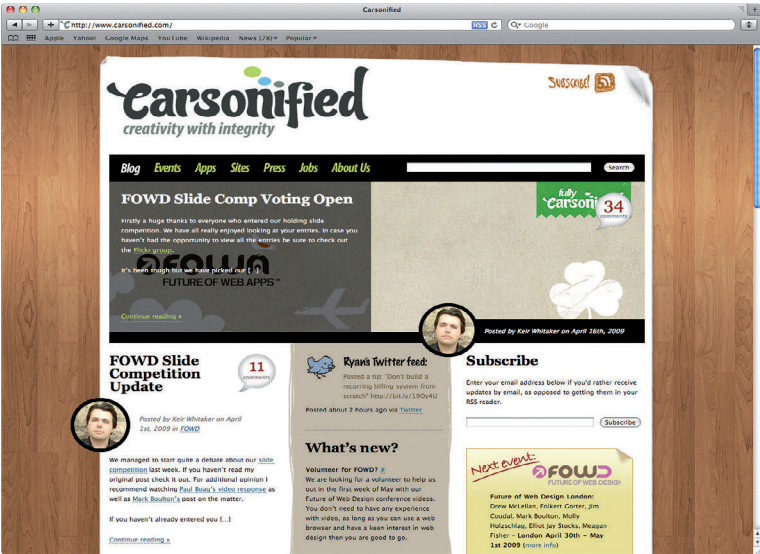 Carsonified
http://www.carsonified.com/
RSS
Google
Apple Yahoo! Google Maps YouTube Wikipedia News (78) Popular
Carsonified
creativity with integrity
SUBSCRIBE!
Blog Events Apps Sites Press Jobs About Us
Search
FOWD Slide Comp Voting Open
Firstly a huge thanks to everyone who entered our holding slide
competition. We have all really enjoyed looking at your entries. In case you
haven't had the opportunity to view all the entries be sure to check out
the Flickr group.
It's been tough but we have picked out [...]
FUTURE OF WEB APPS™
Continue reading »
fully
Carsoni
34
comments
Posted by Keir Whitaker on April 16th, 2009
FOWD Slide
Competition
Update
11
comments
Posted by Keir Whitaker on April
1st, 2009 in FOWD
We managed to start quite a debate about our slide
competition last week. If you haven't read my
original post check it out. For additional opinion I
recommend watching Paul Boag's video response as
well as Mark Boulton's post on the matter.
If you haven't already entered you [...]
Continue reading »
Ryan's Twitter feed:
Posted a tip: "Don't build a
recurring billing system from
scratch" http://bit.ly/19Ov4U
Posted about 2 hours ago via Twitter
What's new?
Volunteer for FOWD? #
We are looking for a volunteer to help us
out in the first week of May with our
Future of Web Design conference videos.
You don't need to have any experience
with video, as long as you can use a web
browser and have a keen interest in web
design then you are good to go.
Subscribe
Enter your email address below if you'd rather receive
updates by email, as opposed to getting them in your
RSS reader.
Subscribe
Next event:
FOWD
FUTURE OF WEB DESIGN
Future of Web Design London:
Drew McLellan, Folkert Gorter, Jim
Coudal, Mark Boulton, Molly
Holzschlag, Elliot Jay Stocks, Meagan
Fisher – London April 30th – May
1st 2009 (more info)